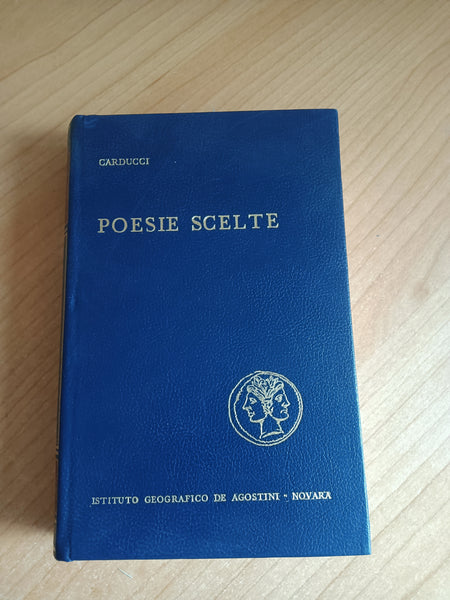 CARDUCCI
POESIE SCELTE
ISTITUTO GEOGRAFICO DE AGOSTINI - NOVARA